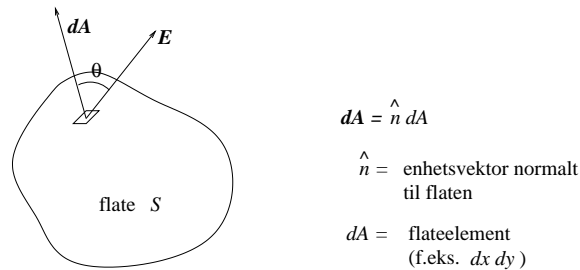 dA
E
θ
flate S
dA = n̂ dA
n̂ = enhetsvektor normalt
til flaten
dA = flateelement
(f.eks. dx dy )